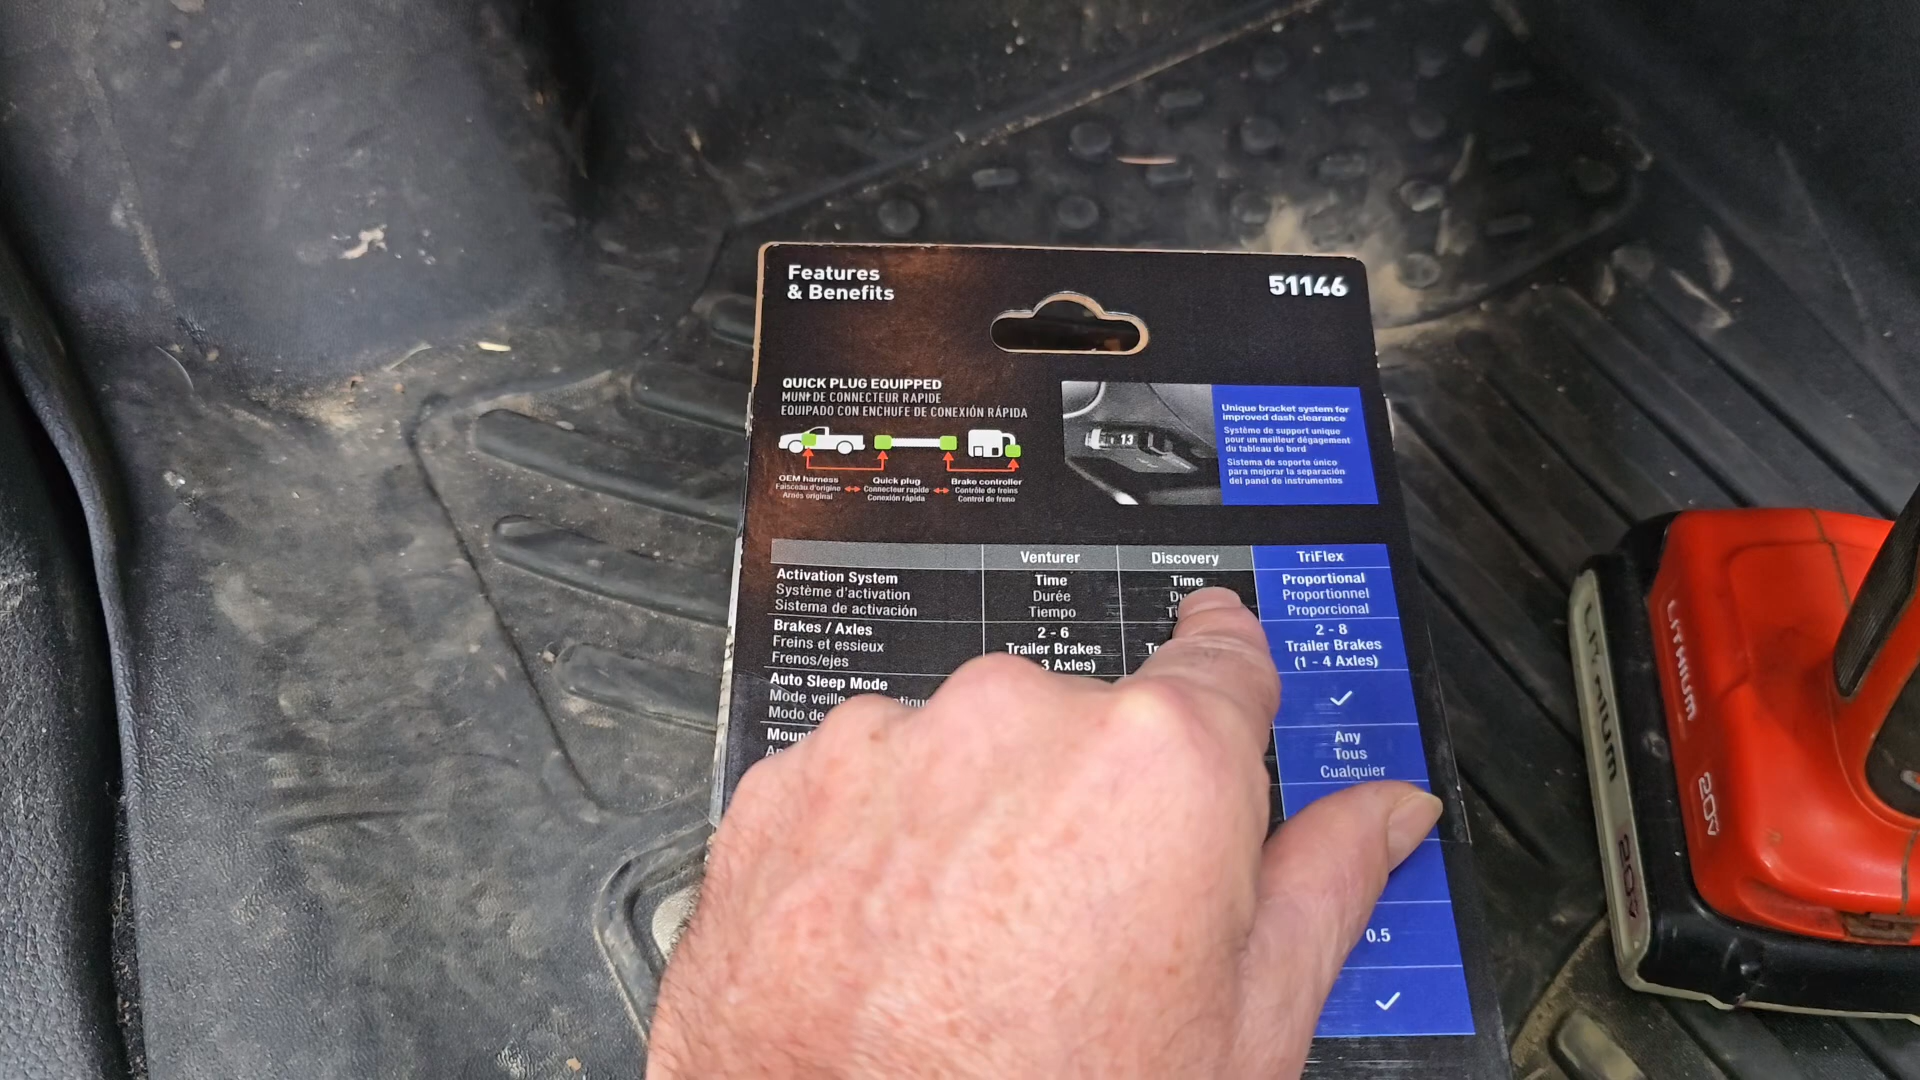 Features
& Benefits
51146
QUICK PLUG EQUIPPED
MUNI DE CONNECTEUR RAPIDE
EQUIPADO CON ENCHUFE DE CONEXIÓN RÁPIDA
OEM harness
Faisceau d'origine
Arnés original
Quick plug
Connecteur rapide
Conexión rápida
Brake controller
Contrôle de freins
Control de freno
13
Unique bracket system for
improved dash clearance
Système de support unique
pour un meilleur dégagement
du tableau de bord
Sistema de soporte único
para mejorar la separación
del panel de instrumentos
Venturer Discovery TriFlex
Activation System Time Time Proportional
Système d'activation Durée Proportionnel
Sistema de activación Tiempo Proporcional
Brakes / Axles 2 - 6 2 - 8
Freins et essieux Trailer Brakes Trailer Brakes
Frenos/ejes 3 Axles) (1 - 4 Axles)
Auto Sleep Mode
Mode veille
Modo de
Any
Tous
Cualquier
0.5
LITHIUM
20V
LITHIUM
20V